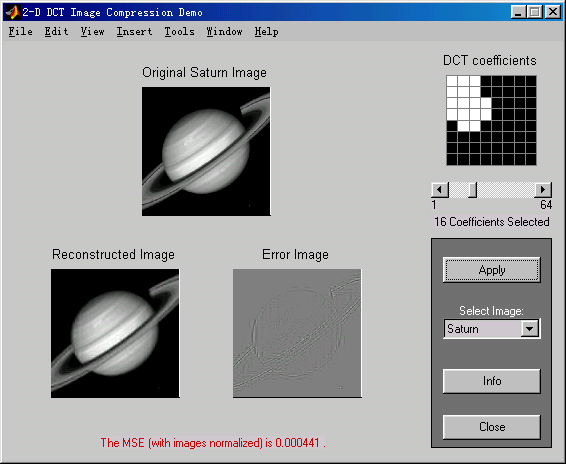 2-D DCT Image Compression Demo
File Edit View Insert Tools Window Help
Original Saturn Image
DCT coefficients
1 64
16 Coefficients Selected
Reconstructed Image
Error Image
Apply
Select Image:
Saturn
Info
Close
The MSE (with images normalized) is 0.000441 .